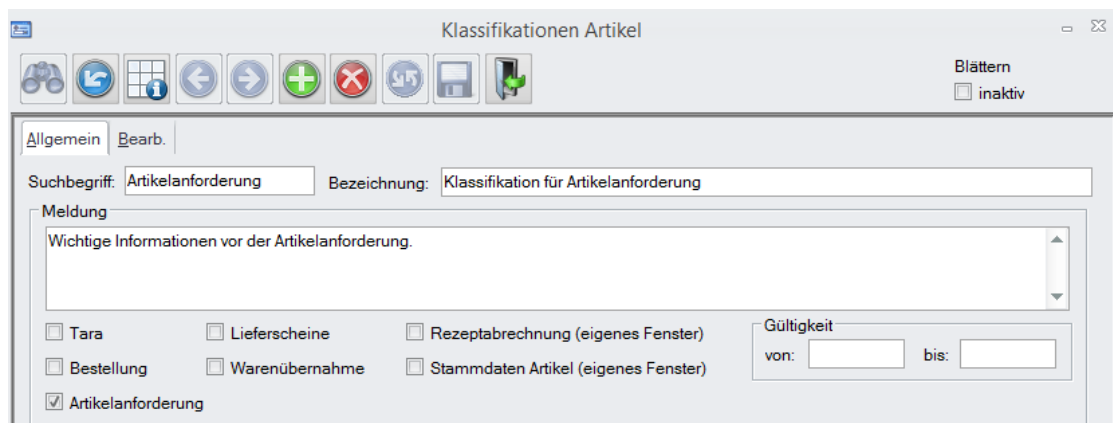 Klassifikationen Artikel
Blättern
inaktiv
Allgemein Bearb.
Suchbegriff: Artikelanforderung Bezeichnung: Klassifikation für Artikelanforderung
Meldung
Wichtige Informationen vor der Artikelanforderung.
Tara Lieferscheine Rezeptabrechnung (eigenes Fenster) Gültigkeit
von: bis:
Bestellung Warenübernahme Stammdaten Artikel (eigenes Fenster)
Artikelanforderung